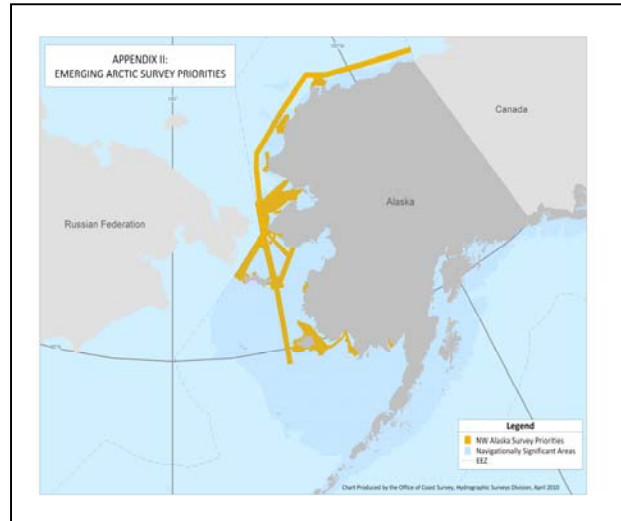 APPENDIX II:
EMERGING ARCTIC SURVEY PRIORITIES
Canada
Alaska
Russian Federation
Legend
NW Alaska Survey Priorities
Navigationally Significant Areas
EEZ
Chart Produced by the Office of Coast Survey, Hydrographic Surveys Division, April 2010